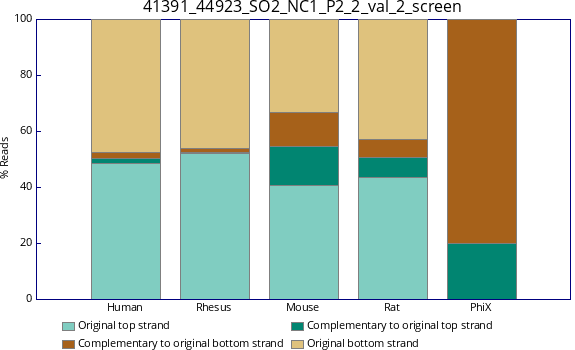 41391_44923_SO2_NC1_P2_2_val_2_screen
100
80
60
40
20
0
% Reads
Human Rhesus Mouse Rat PhiX
Original top strand Complementary to original top strand
Complementary to original bottom strand Original bottom strand